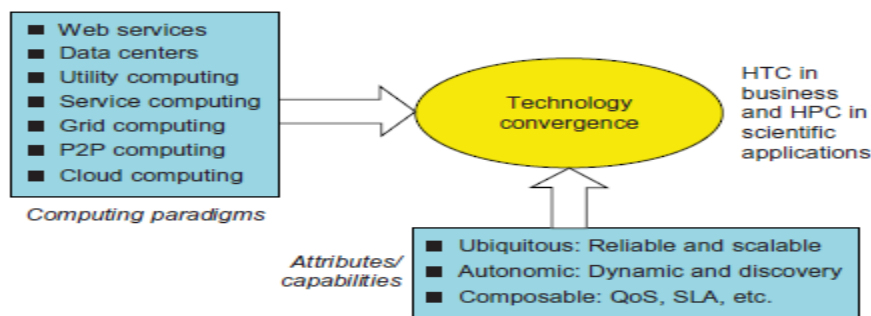 Web services
Data centers
Utility computing
Service computing
Grid computing
P2P computing
Cloud computing
Computing paradigms
Technology
convergence
HTC in
business
and HPC in
scientific
applications
Attributes/
capabilities
Ubiquitous: Reliable and scalable
Autonomic: Dynamic and discovery
Composable: QoS, SLA, etc.